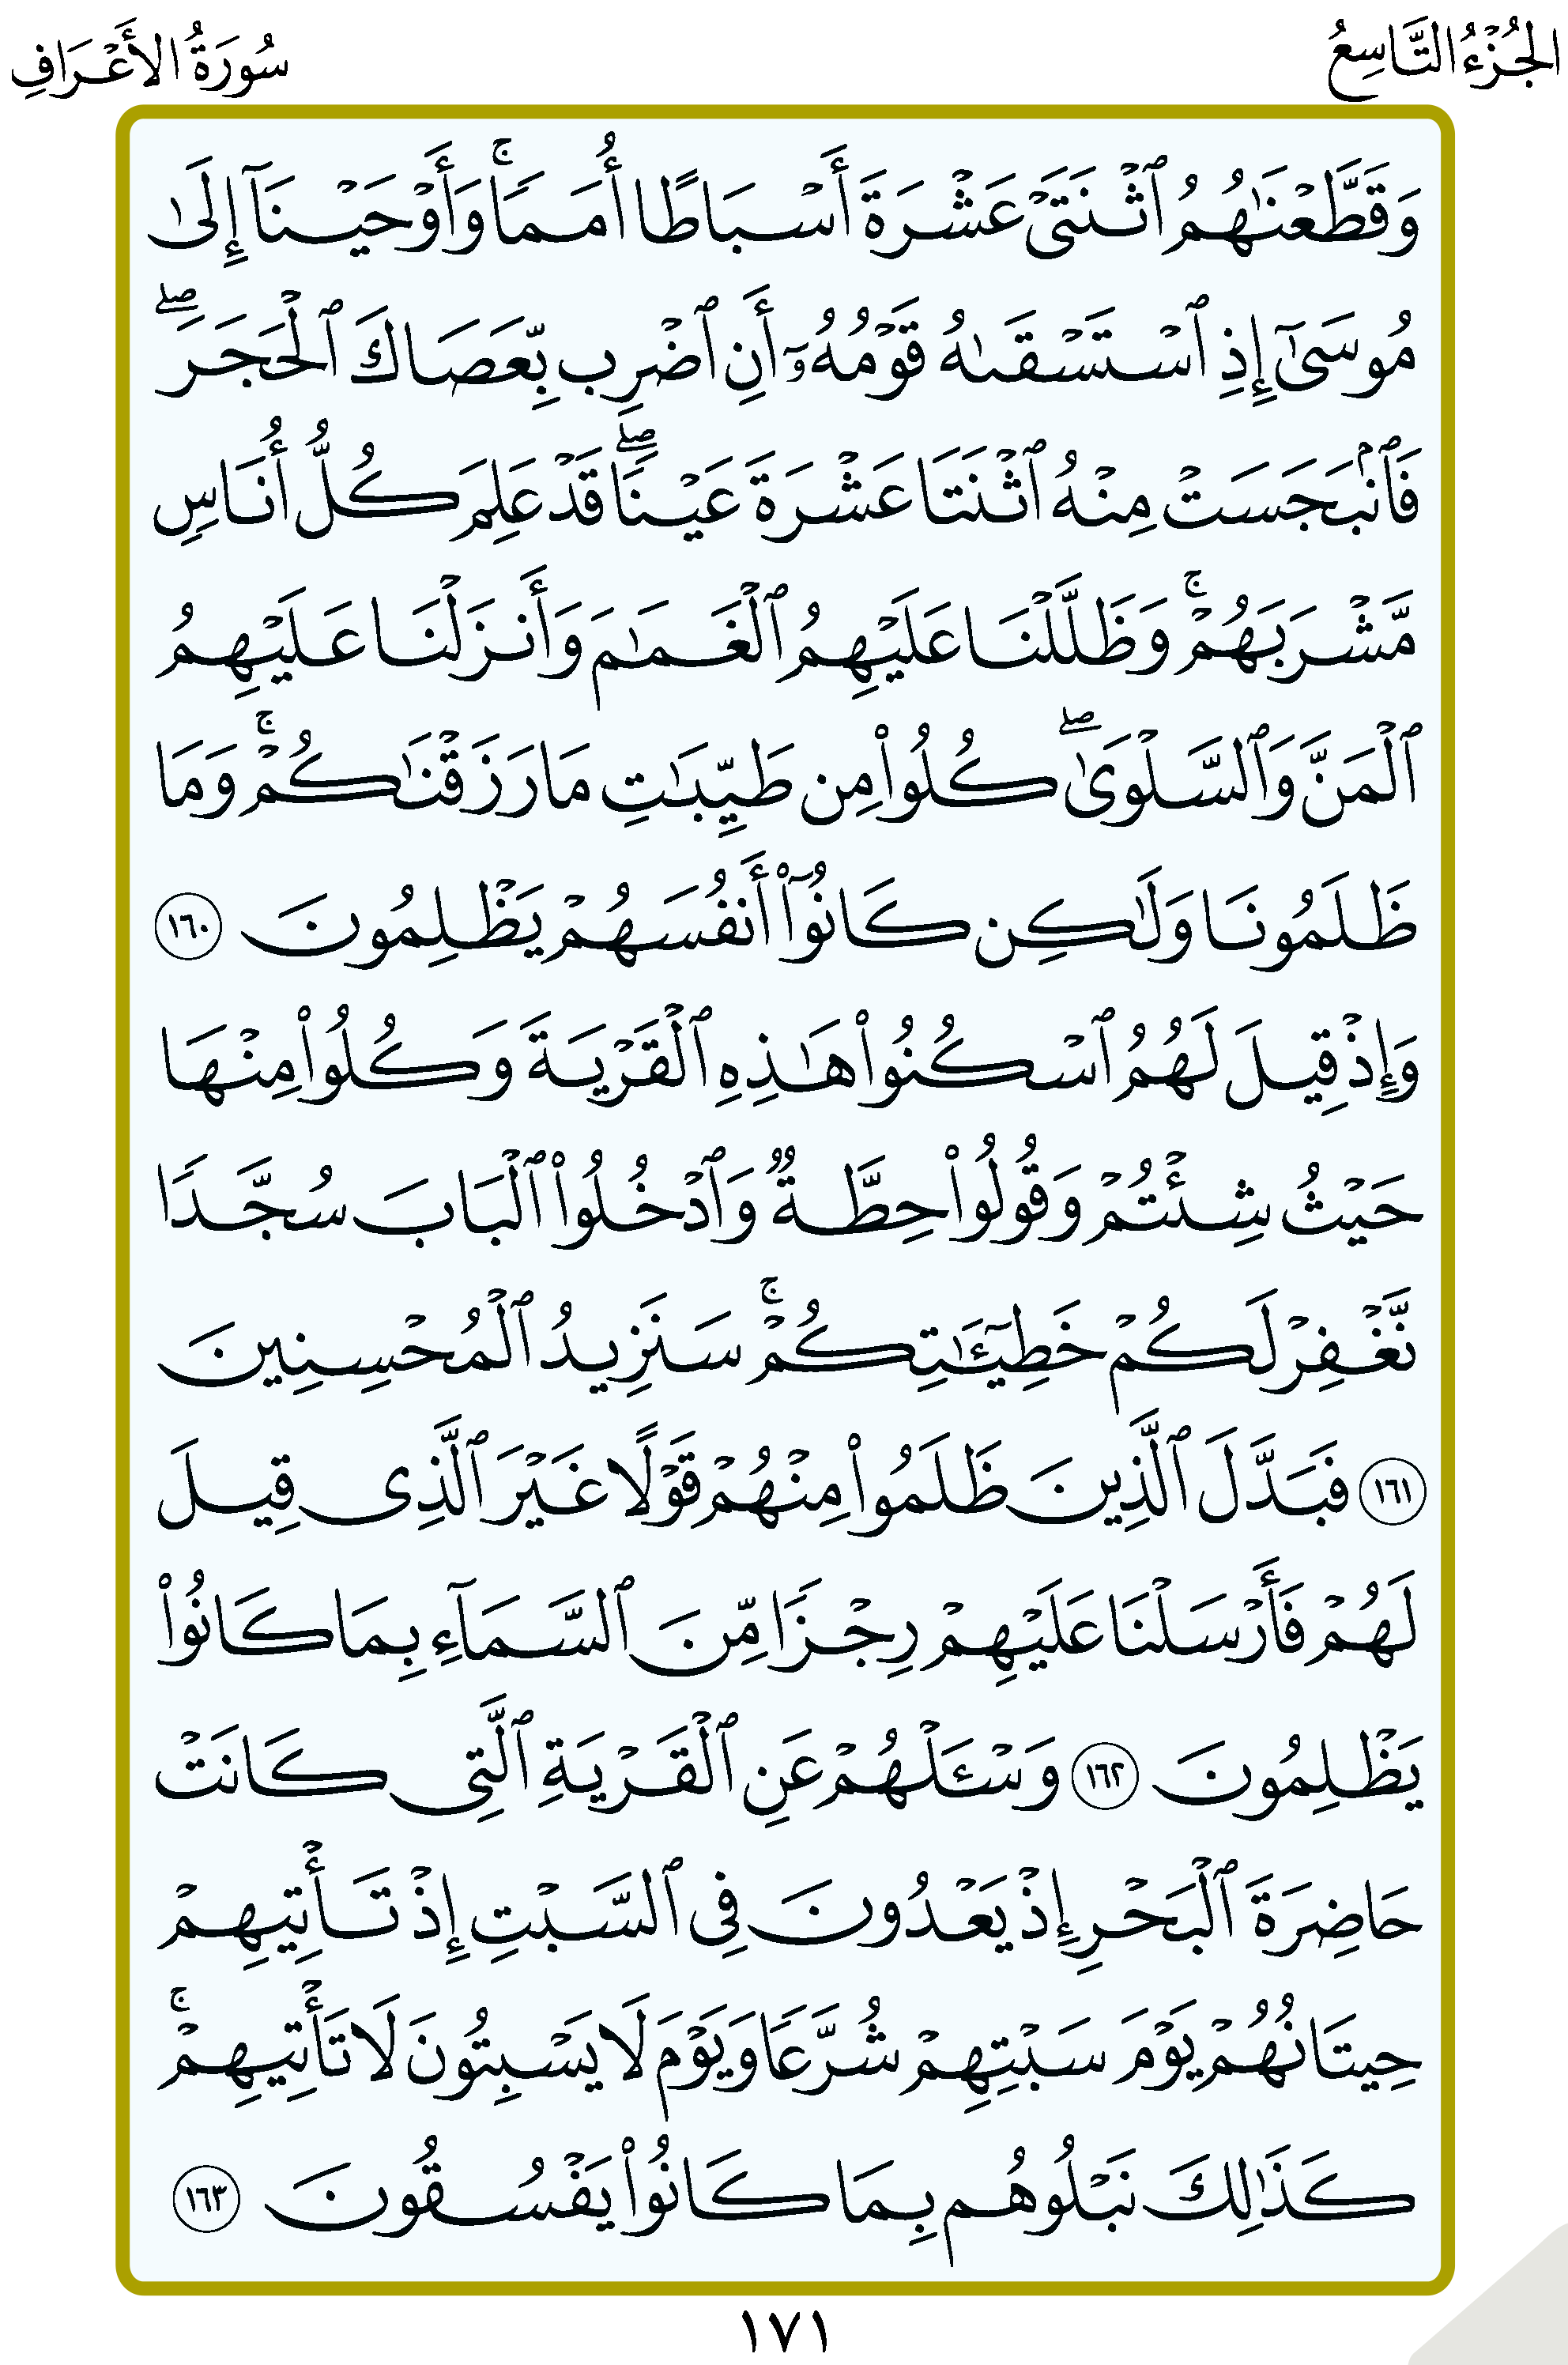 الجُزْءُ التَّاسِعُ
سُورَةُ الأَعْرَافِ
وَقَطَّعْنَٰهُمُ ٱثْنَتَىْ عَشْرَةَ أَسْبَاطًا أُمَمًا ۚ وَأَوْحَيْنَآ إِلَىٰ
مُوسَىٰٓ إِذِ ٱسْتَسْقَىٰهُ قَوْمُهُۥٓ أَنِ ٱضْرِب بِّعَصَاكَ ٱلْحَجَرَ ۖ
فَٱنۢبَجَسَتْ مِنْهُ ٱثْنَتَا عَشْرَةَ عَيْنًا ۖ قَدْ عَلِمَ كُلُّ أُنَاسٍ
مَّشْرَبَهُمْ ۚ وَظَلَّلْنَا عَلَيْهِمُ ٱلْغَمَٰمَ وَأَنزَلْنَا عَلَيْهِمُ
ٱلْمَنَّ وَٱلسَّلْوَىٰ ۖ كُلُوا۟ مِن طَيِّبَٰتِ مَا رَزَقْنَٰكُمْ ۚ وَمَا
ظَلَمُونَا وَلَٰكِن كَانُوٓا۟ أَنفُسَهُمْ يَظْلِمُونَ ١٦٠
وَإِذْ قِيلَ لَهُمُ ٱسْكُنُوا۟ هَٰذِهِ ٱلْقَرْيَةَ وَكُلُوا۟ مِنْهَا
حَيْثُ شِئْتُمْ وَقُولُوا۟ حِطَّةٌ وَٱدْخُلُوا۟ ٱلْبَابَ سُجَّدًا
نَّغْفِرْ لَكُمْ خَطِيٓـَٰٔتِكُمْ ۚ سَنَزِيدُ ٱلْمُحْسِنِينَ
١٦١ فَبَدَّلَ ٱلَّذِينَ ظَلَمُوا۟ مِنْهُمْ قَوْلًا غَيْرَ ٱلَّذِى قِيلَ
لَهُمْ فَأَرْسَلْنَا عَلَيْهِمْ رِجْزًا مِّنَ ٱلسَّمَآءِ بِمَا كَانُوا۟
يَظْلِمُونَ ١٦٢ وَسْـَٔلْهُمْ عَنِ ٱلْقَرْيَةِ ٱلَّتِى كَانَتْ
حَاضِرَةَ ٱلْبَحْرِ إِذْ يَعْدُونَ فِى ٱلسَّبْتِ إِذْ تَأْتِيهِمْ
حِيتَانُهُمْ يَوْمَ سَبْتِهِمْ شُرَّعًا وَيَوْمَ لَا يَسْبِتُونَ لَا تَأْتِيهِمْ ۚ
كَذَٰلِكَ نَبْلُوهُم بِمَا كَانُوا۟ يَفْسُقُونَ ١٦٣
١٧١